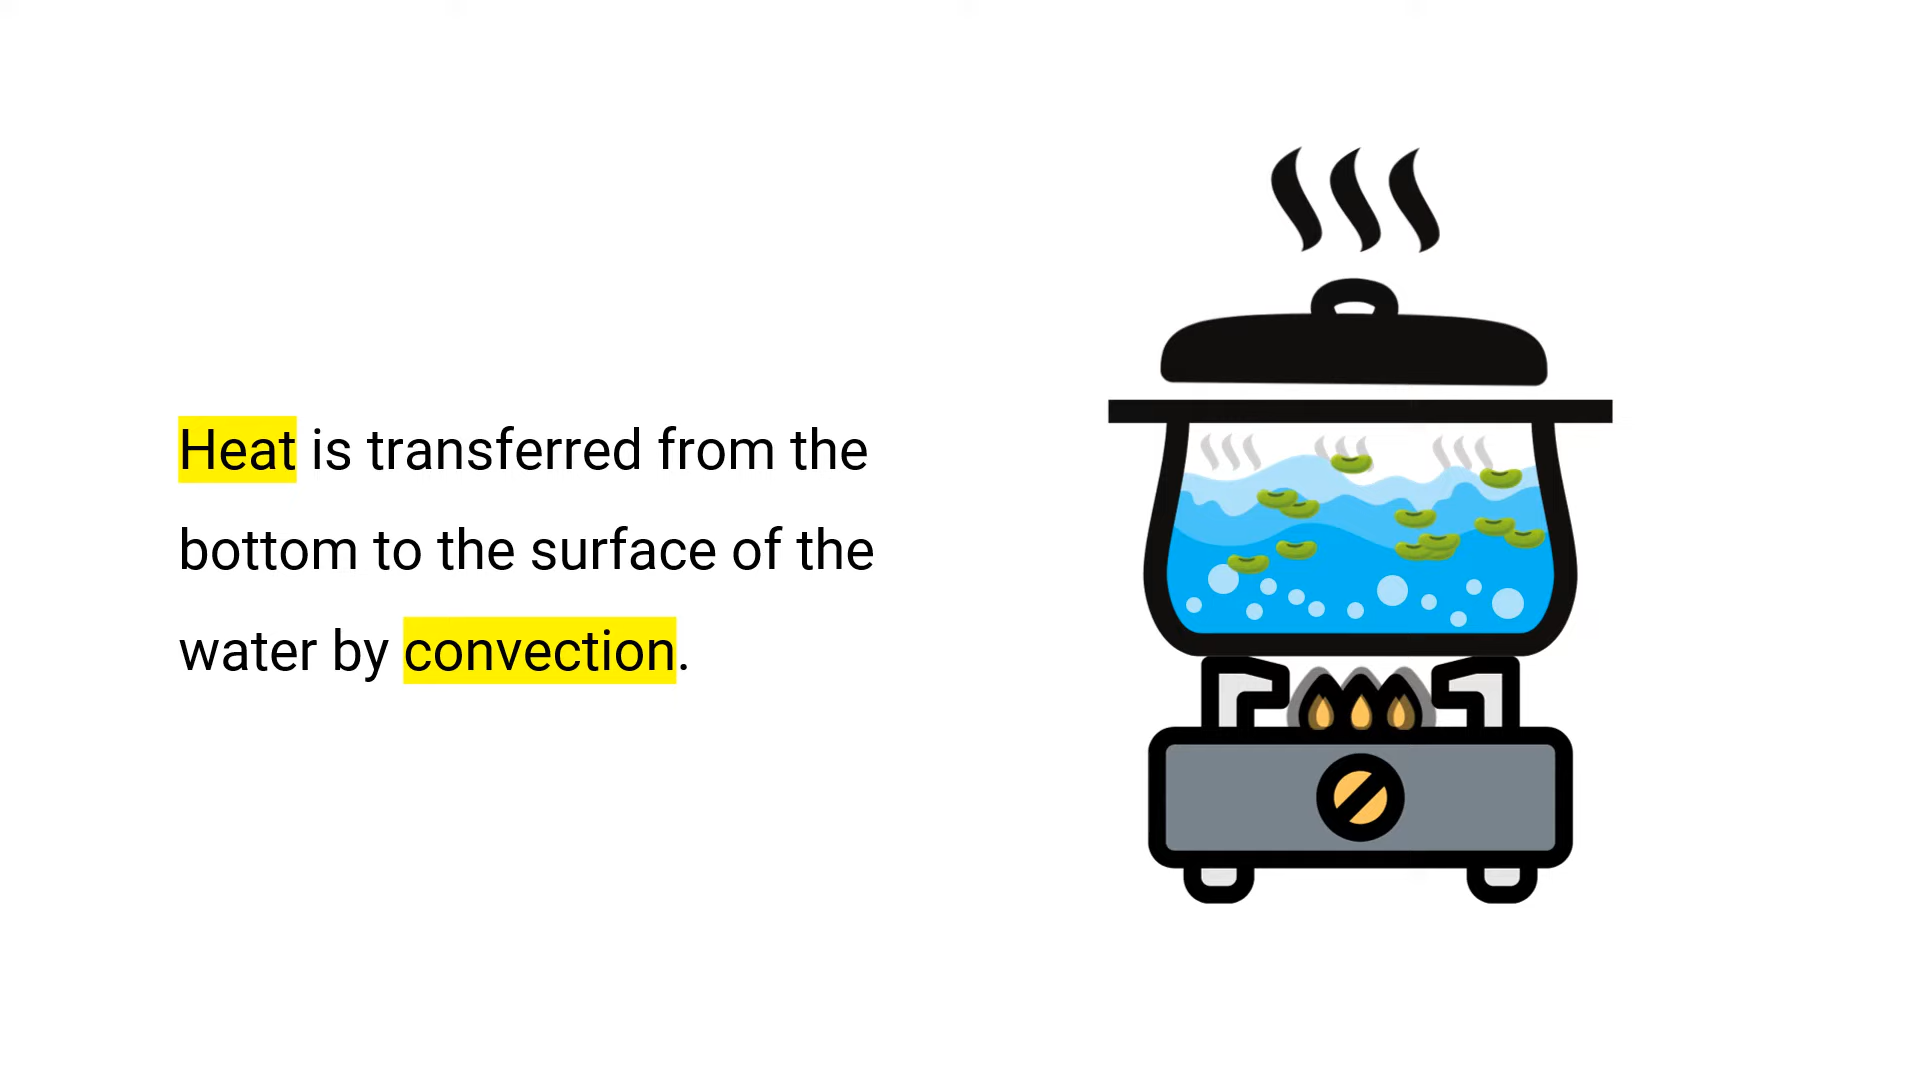 Heat is transferred from the
bottom to the surface of the
water by convection.